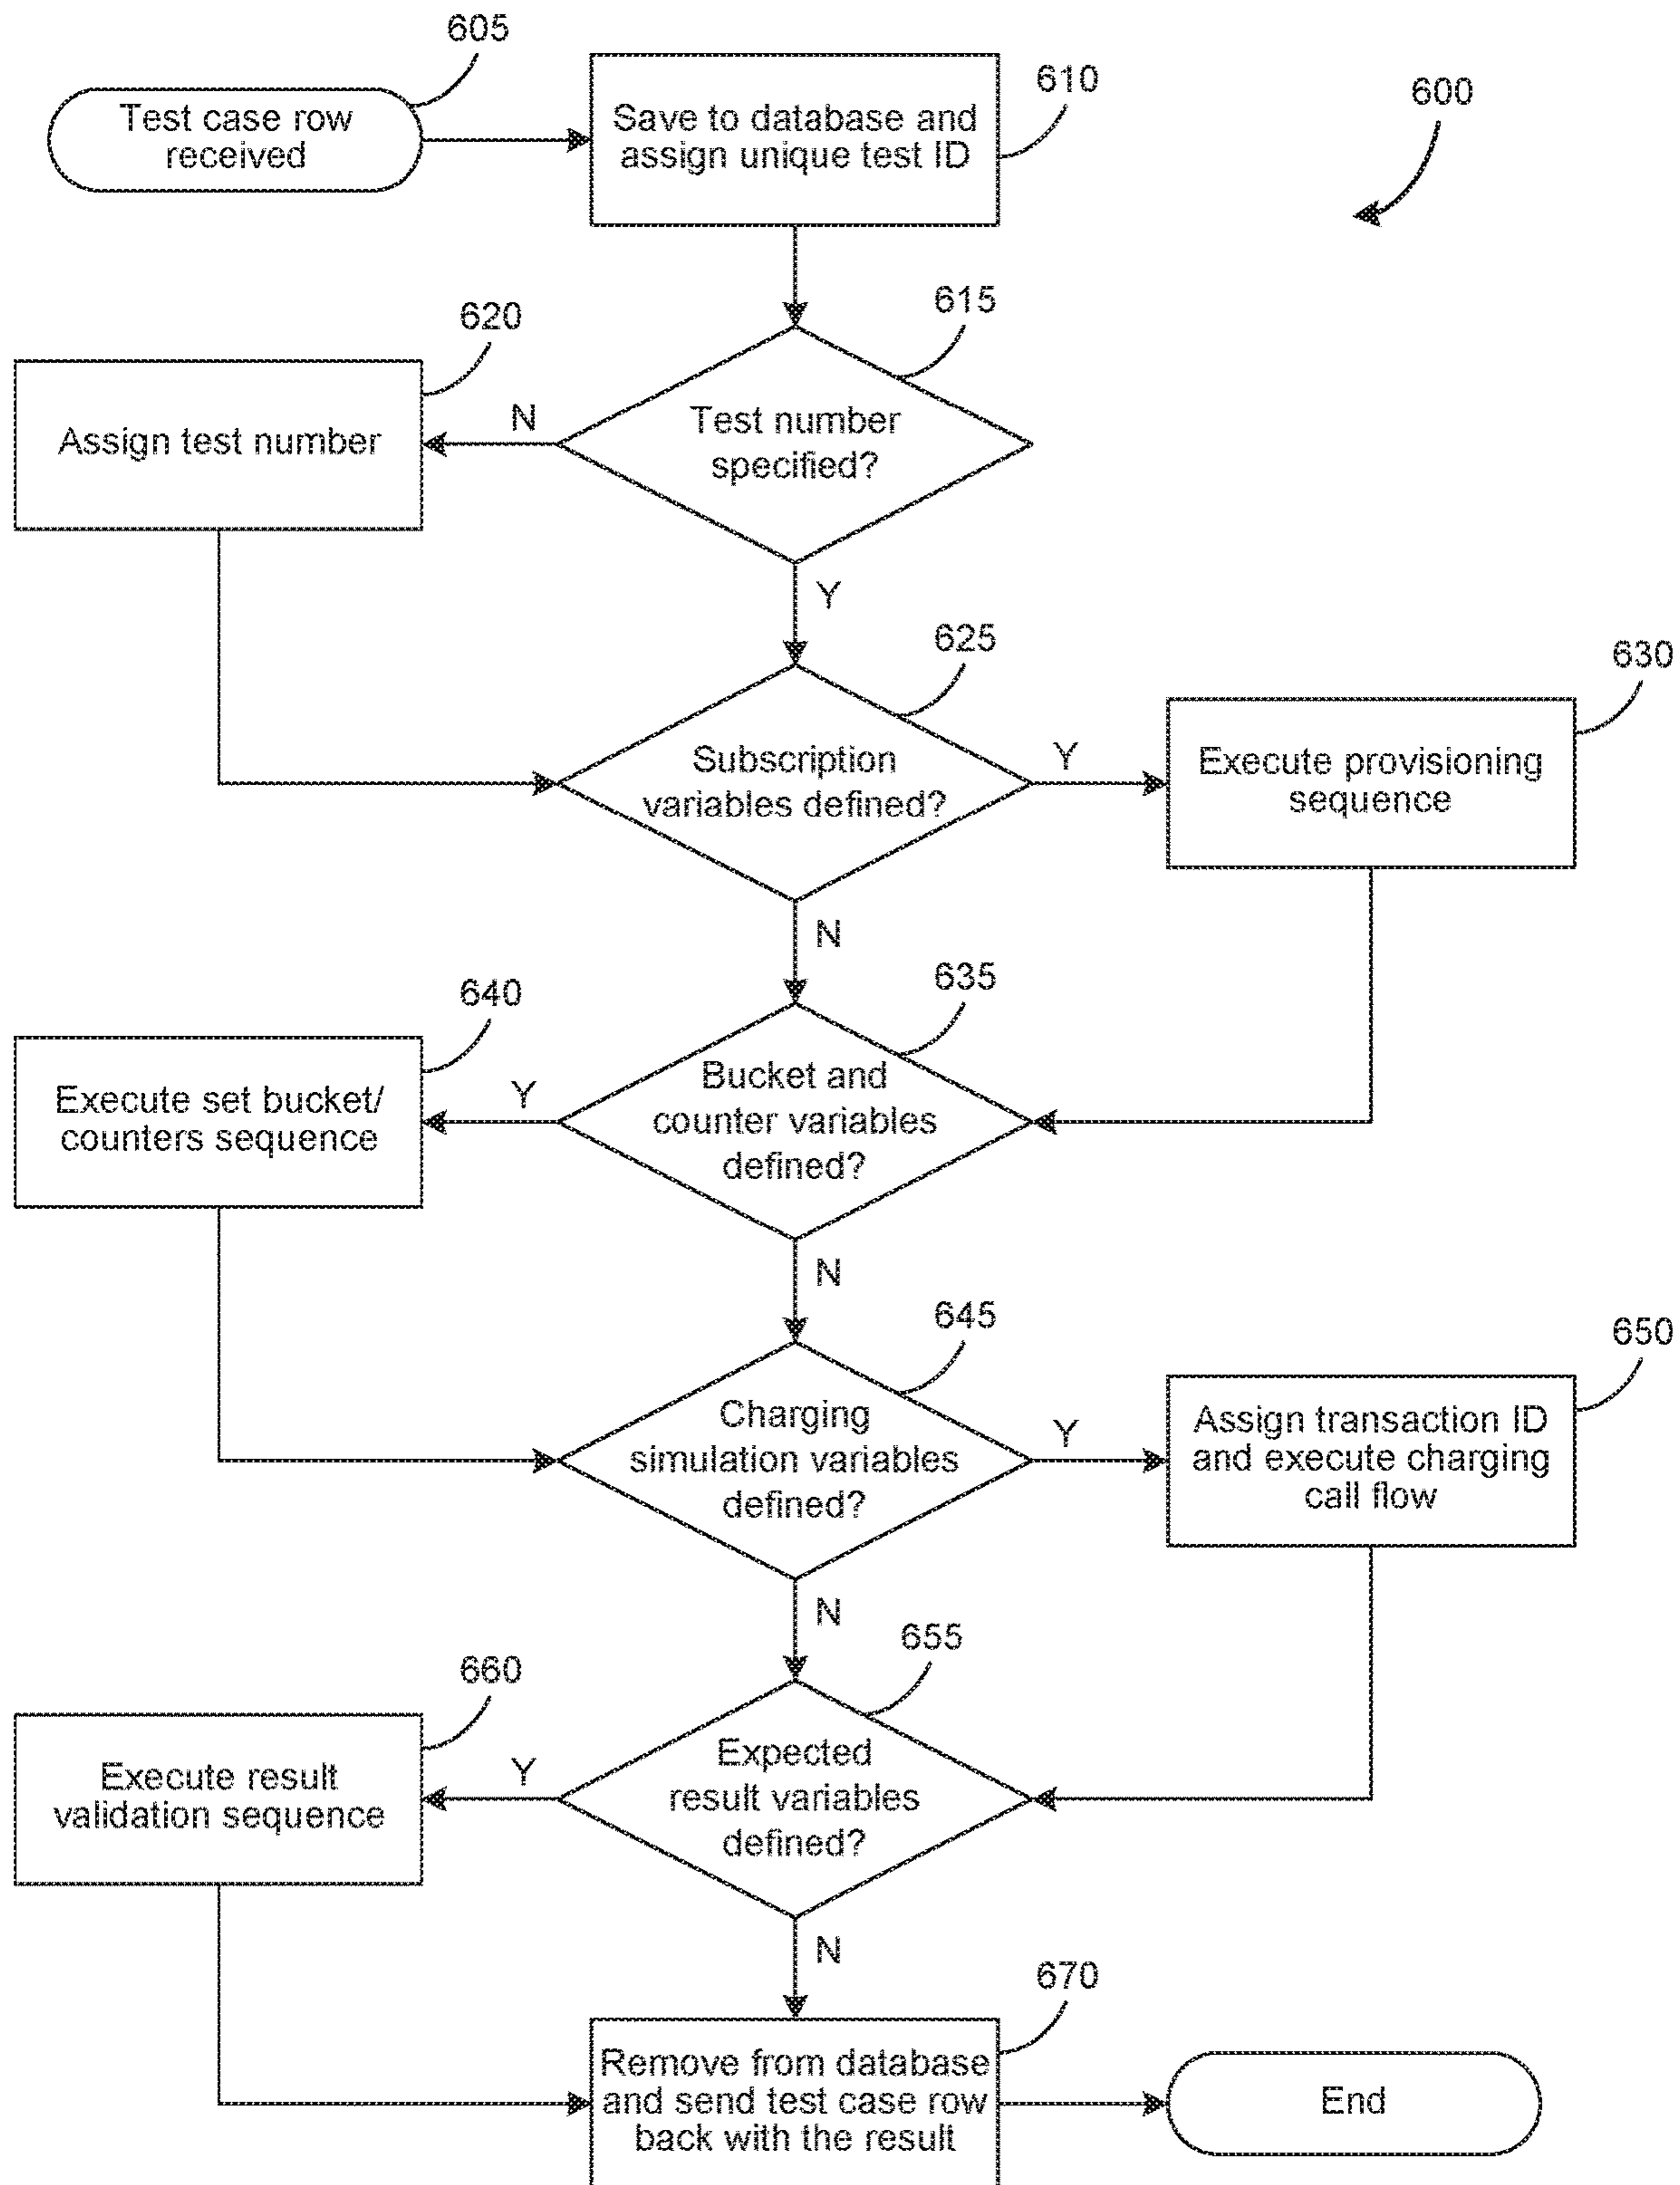 605
Test case row
received
610
Save to database and
assign unique test ID
600
615
Test number
specified?
N
620
Assign test number
Y
625
Subscription
variables defined?
Y
630
Execute provisioning
sequence
N
635
Bucket and
counter variables
defined?
Y
640
Execute set bucket/
counters sequence
N
645
Charging
simulation variables
defined?
Y
650
Assign transaction ID
and execute charging
call flow
N
655
Expected
result variables
defined?
Y
660
Execute result
validation sequence
N
670
Remove from database
and send test case row
back with the result
End